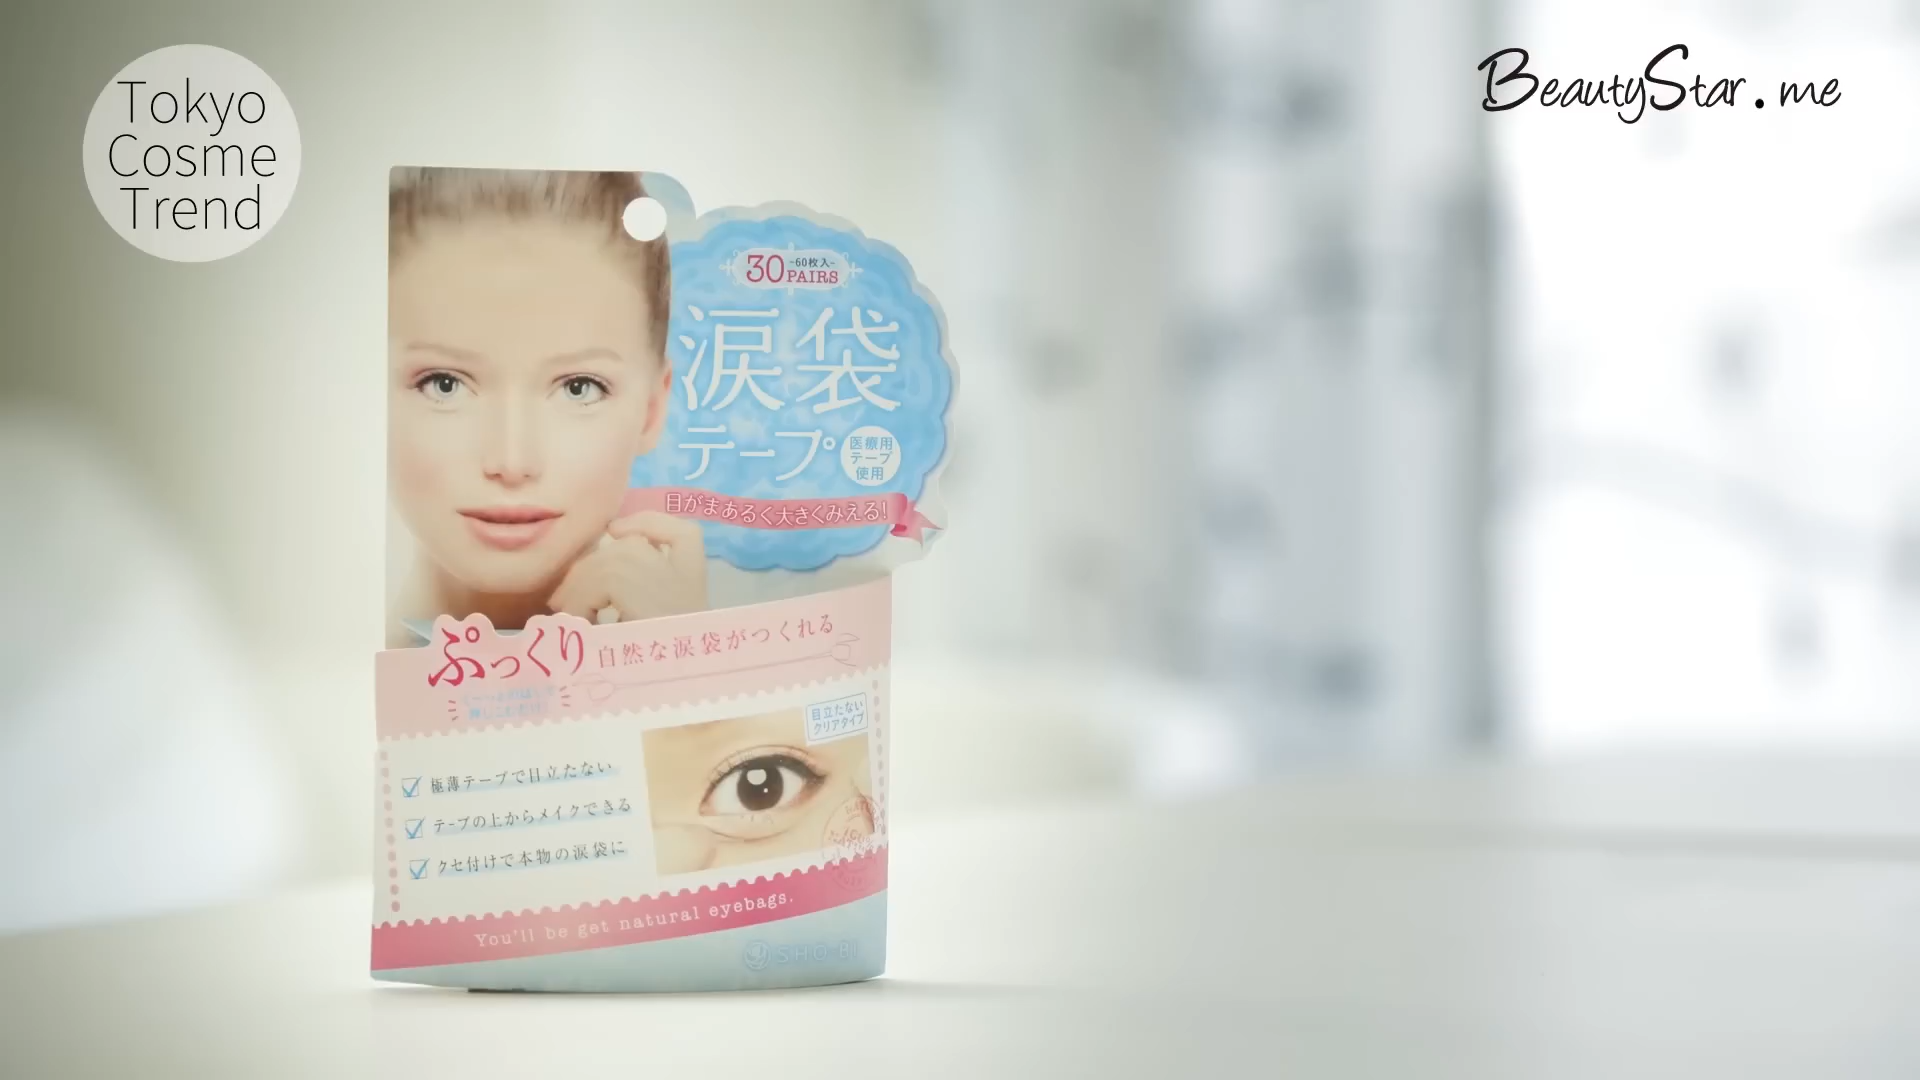 Tokyo
Cosme
Trend
BeautyStar.me
30 PAIRS
-60枚入-
涙袋
テープ
医療用
テープ
使用
目がまあるく大きくみえる!
ぷっくり自然な涙袋がつくれる
目立たない
クリアタイプ
極薄テープで目立たない
テープの上からメイクできる
クセ付けで本物の涙袋に
You'll be get natural eyebags.
SHO-BI